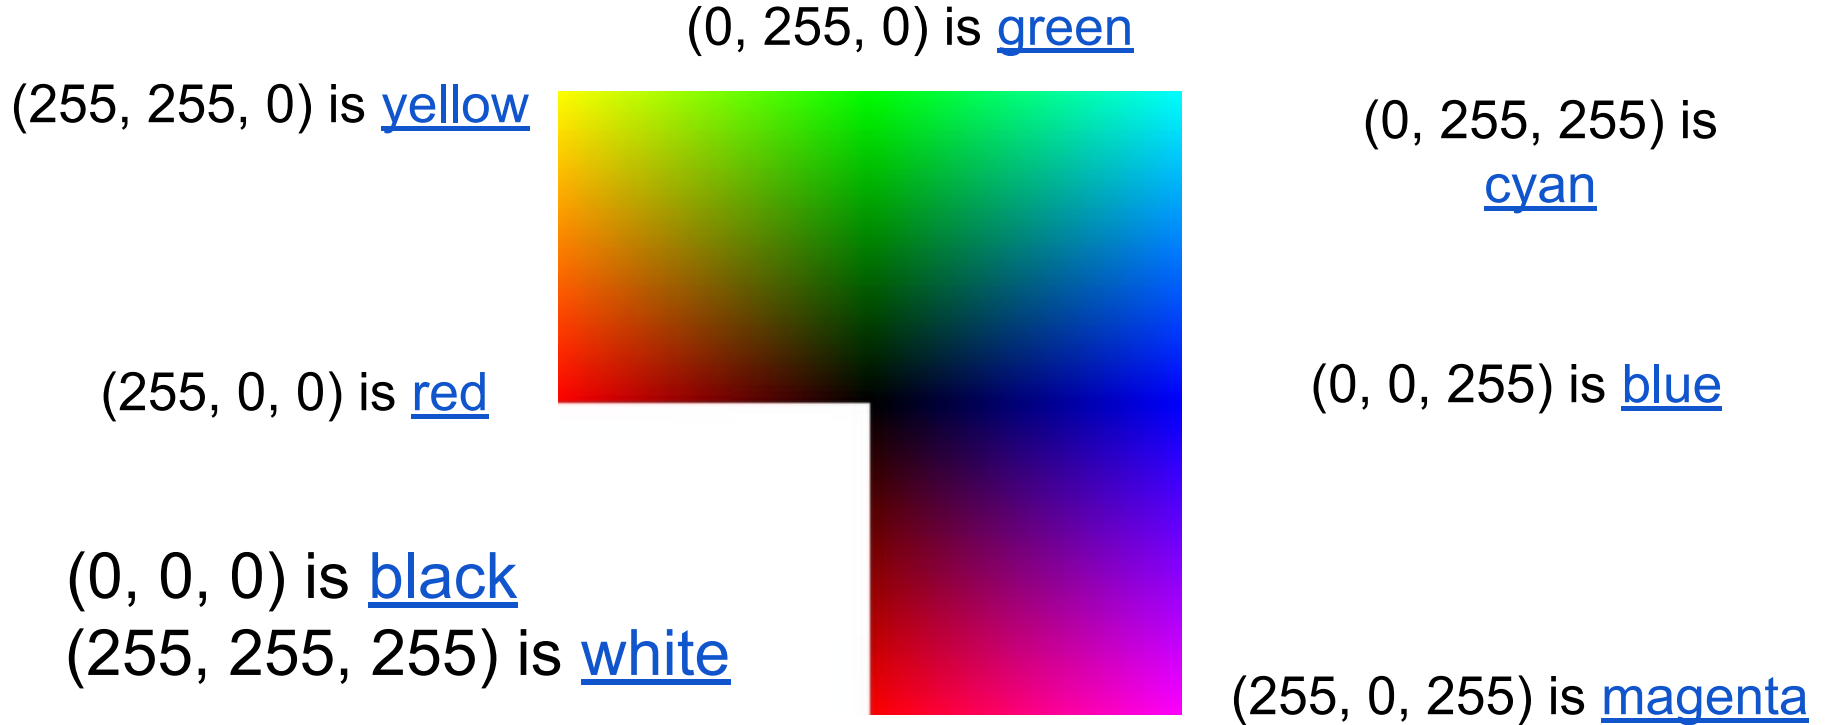 (0, 255, 0) is green
(255, 255, 0) is yellow
(0, 255, 255) is
cyan
(255, 0, 0) is red
(0, 0, 255) is blue
(0, 0, 0) is black
(255, 255, 255) is white
(255, 0, 255) is magenta